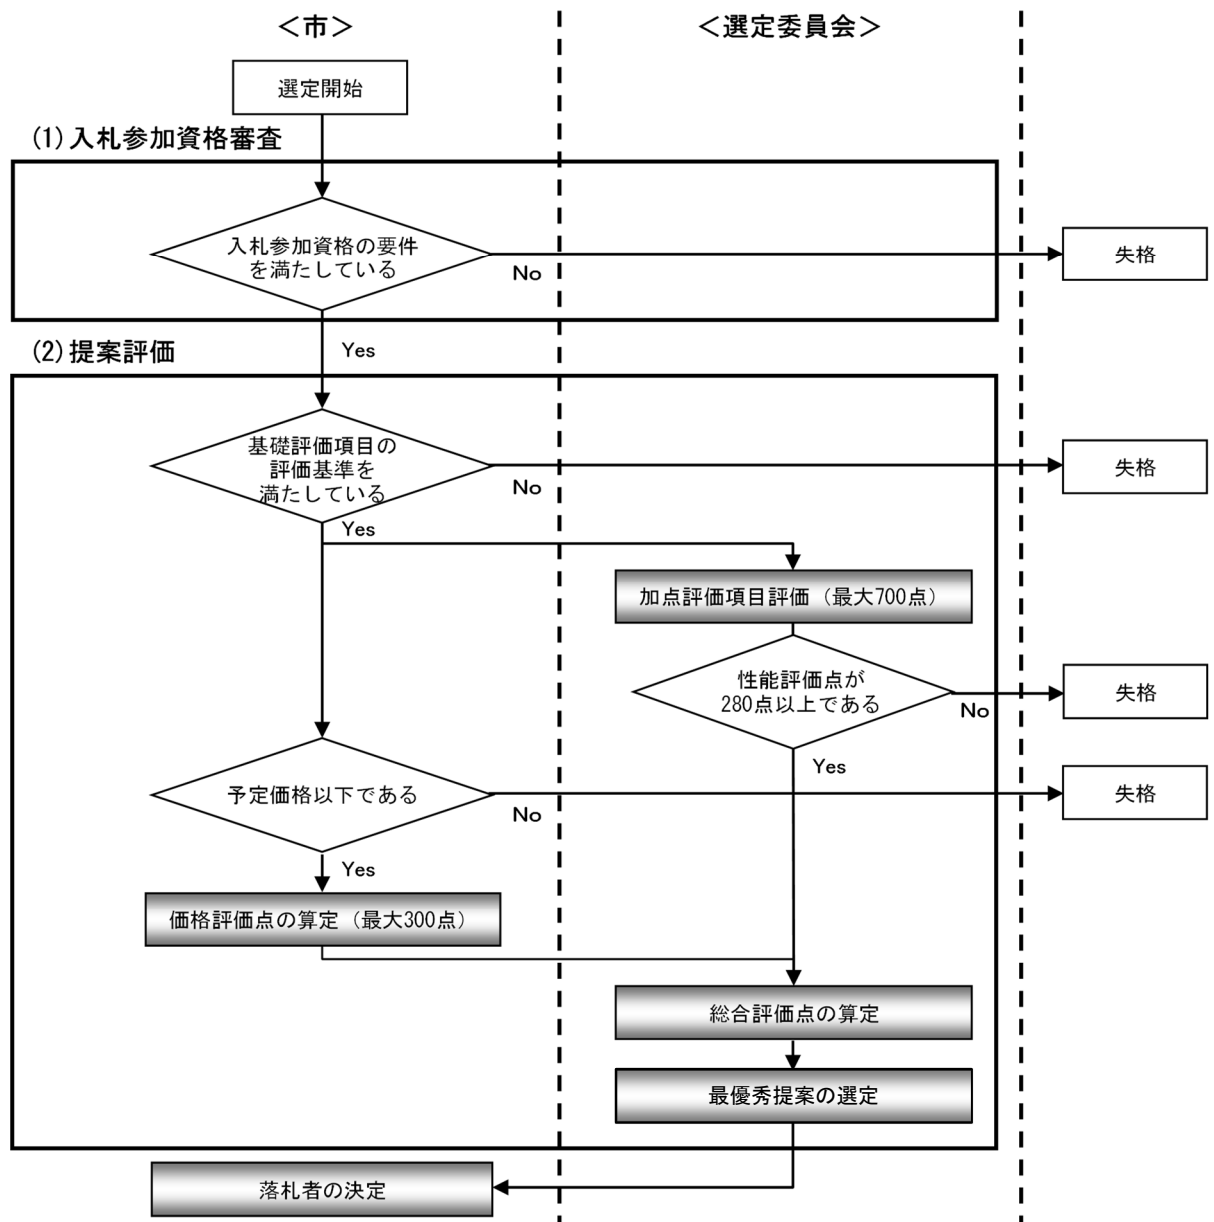 ＜市＞
＜選定委員会＞
選定開始
(1)入札参加資格審査
入札参加資格の要件
を満たしている
No
失格
Yes
(2)提案評価
基礎評価項目の
評価基準を
満たしている
No
失格
Yes
加点評価項目評価（最大700点）
性能評価点が
280点以上である
No
失格
Yes
予定価格以下である
No
失格
Yes
価格評価点の算定（最大300点）
総合評価点の算定
最優秀提案の選定
落札者の決定